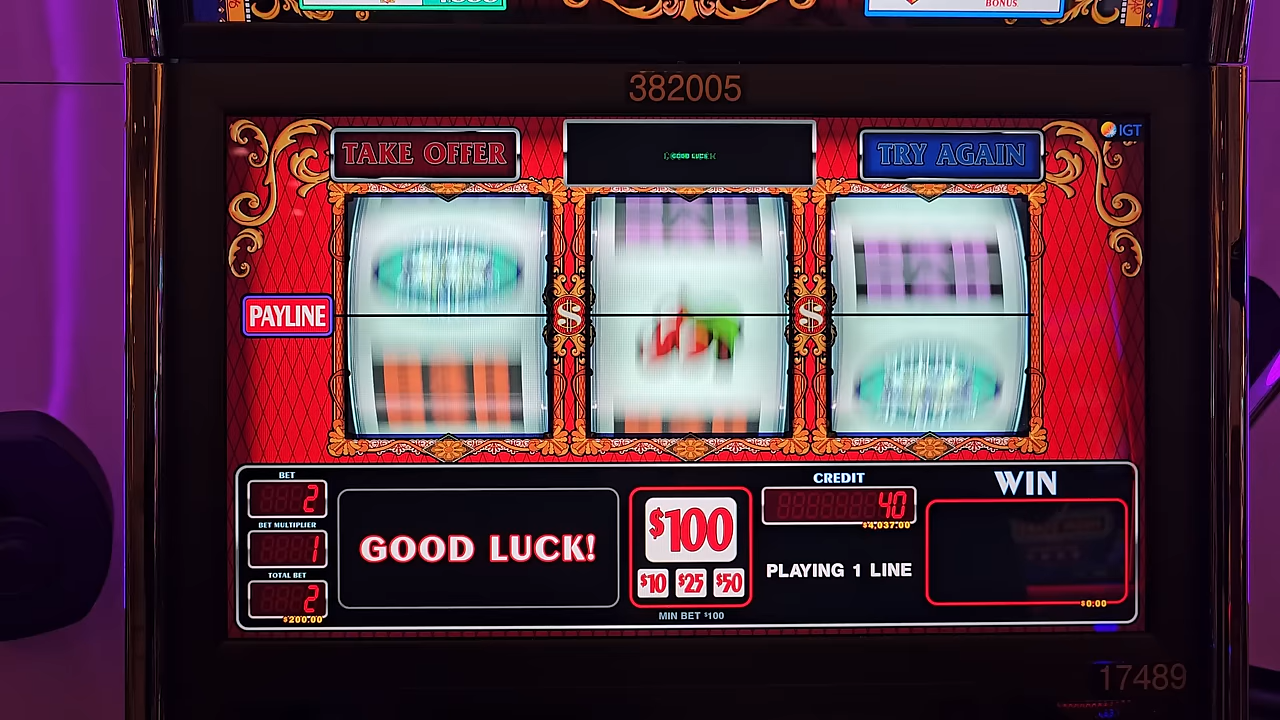 BONUS
382005
TAKE OFFER
GOOD LUCK
TRY AGAIN
IGT
PAYLINE
$
$
BET
2
BET MULTIPLIER
1
TOTAL BET
2
$200.00
GOOD LUCK!
$100
$10 $25 $50
MIN BET $100
CREDIT
40
$4,037.00
PLAYING 1 LINE
WIN
$0.00
17489